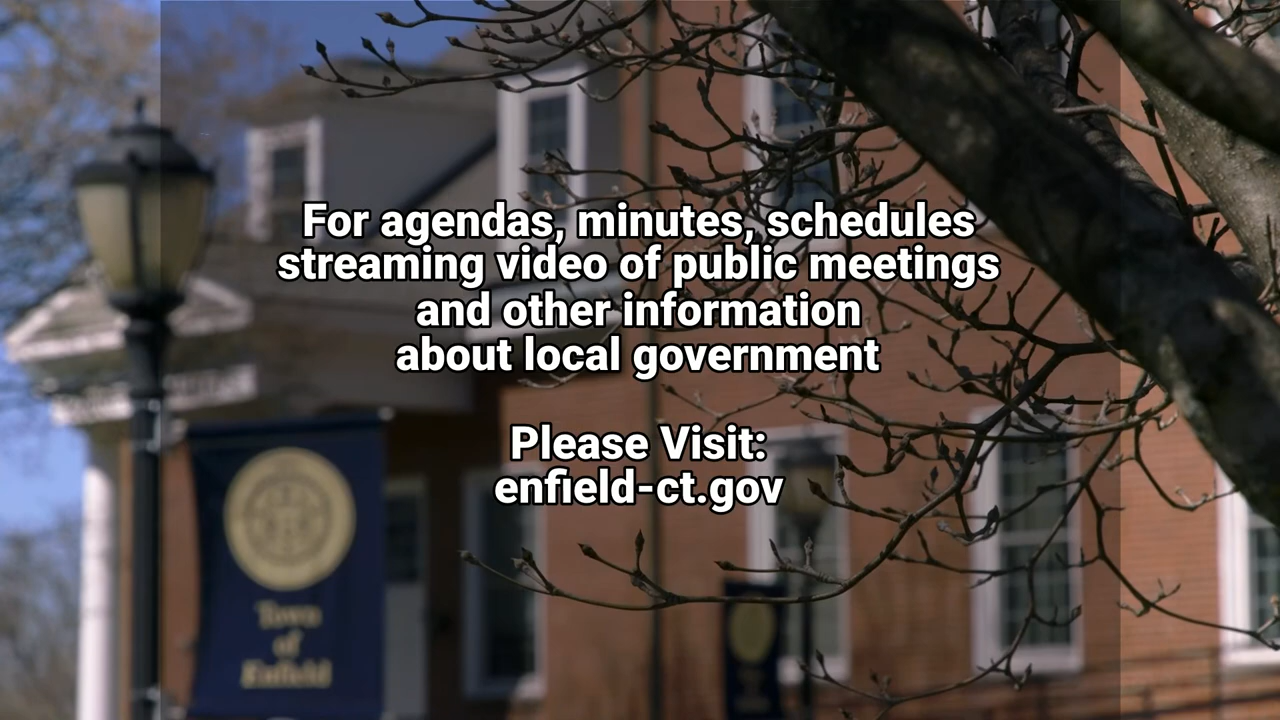 For agendas, minutes, schedules
streaming video of public meetings
and other information
about local government
Please Visit:
enfield-ct.gov
Town
of
Enfield